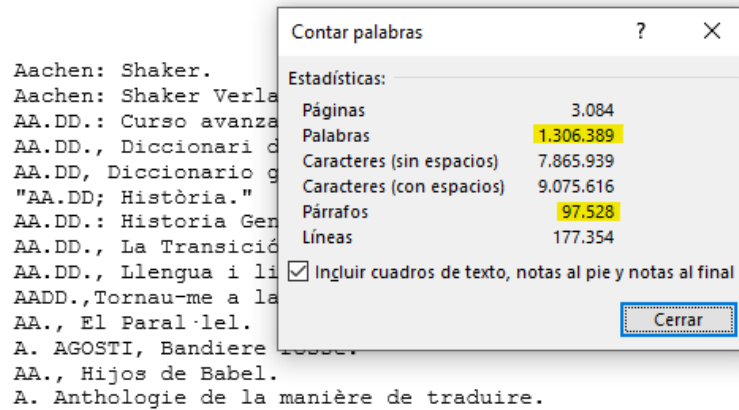 Contar palabras ? ×
Estadísticas:
Páginas 3.084
Palabras 1.306.389
Caracteres (sin espacios) 7.865.939
Caracteres (con espacios) 9.075.616
Párrafos 97.528
Líneas 177.354
Incluir cuadros de texto, notas al pie y notas al final
Cerrar
Aachen: Shaker.
Aachen: Shaker Verla
AA.DD.: Curso avanza
AA.DD., Diccionari d
AA.DD, Diccionario g
"AA.DD; Història."
AA.DD.: Historia Gen
AA.DD., La Transició
AA.DD., Llengua i li
AADD.,Tornau-me a la
AA., El Paral·lel.
A. AGOSTI, Bandiere
AA., Hijos de Babel.
A. Anthologie de la manière de traduire.